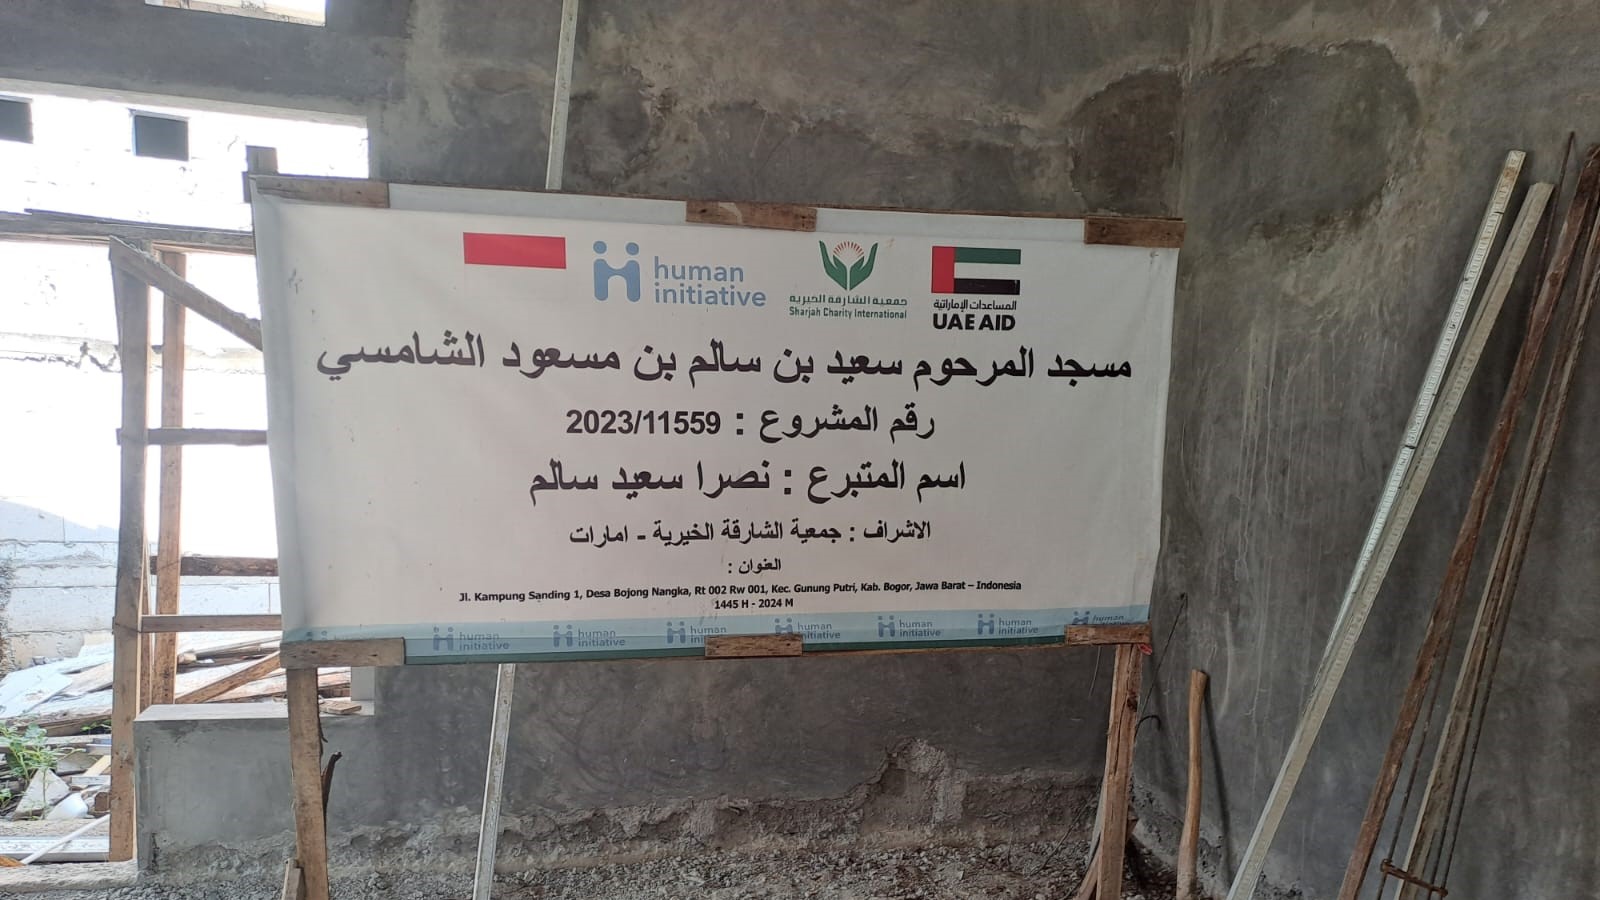 human
initiative
جمعية الشارقة الخيرية
Sharjah Charity International
المساعدات الإماراتية
UAE AID
مسجد المرحوم سعيد بن سالم بن مسعود الشامسي
رقم المشروع : 2023/11559
اسم المتبرع : نصرا سعيد سالم
الاشراف : جمعية الشارقة الخيرية - امارات
العنوان :
Jl. Kampung Sanding 1, Desa Bojong Nangka, Rt 002 Rw 001, Kec. Gunung Putri, Kab. Bogor, Jawa Barat – Indonesia
1445 H - 2024 M
human initiative human initiative human initiative human initiative human initiative human initiative human